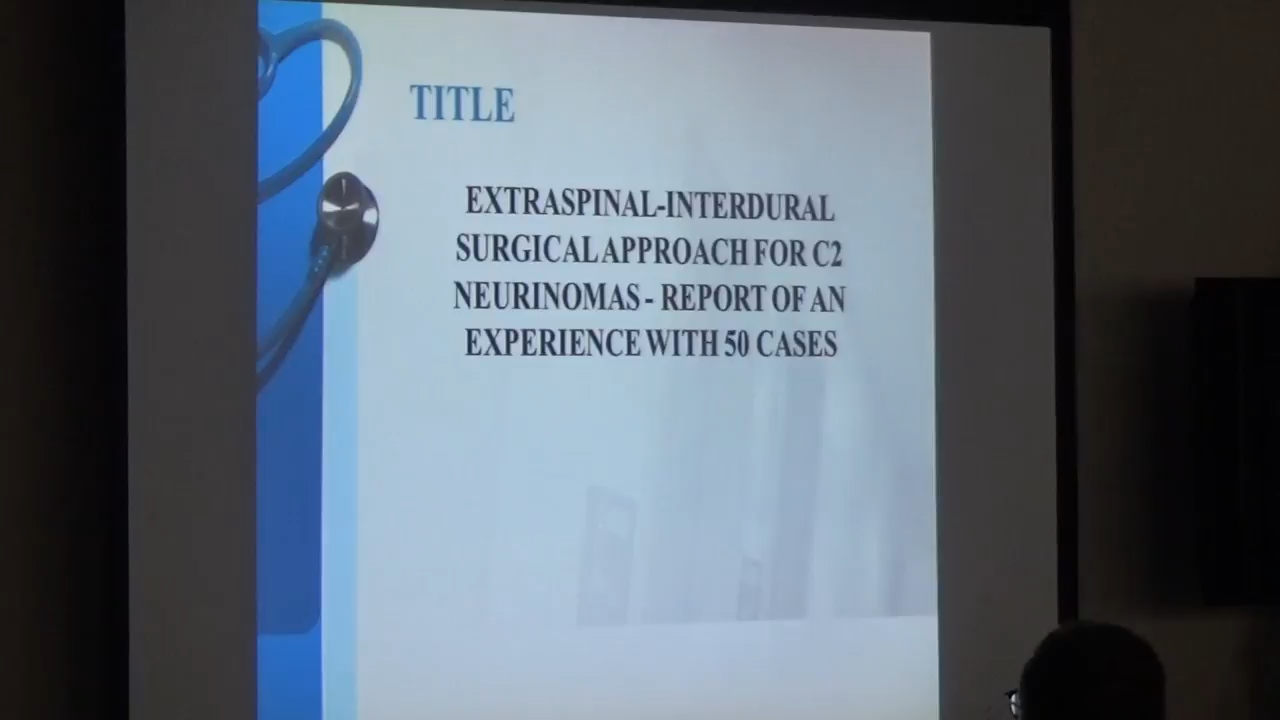 TITLE
EXTRASPINAL-INTERDURAL
SURGICAL APPROACH FOR C2
NEURINOMAS - REPORT OF AN
EXPERIENCE WITH 50 CASES